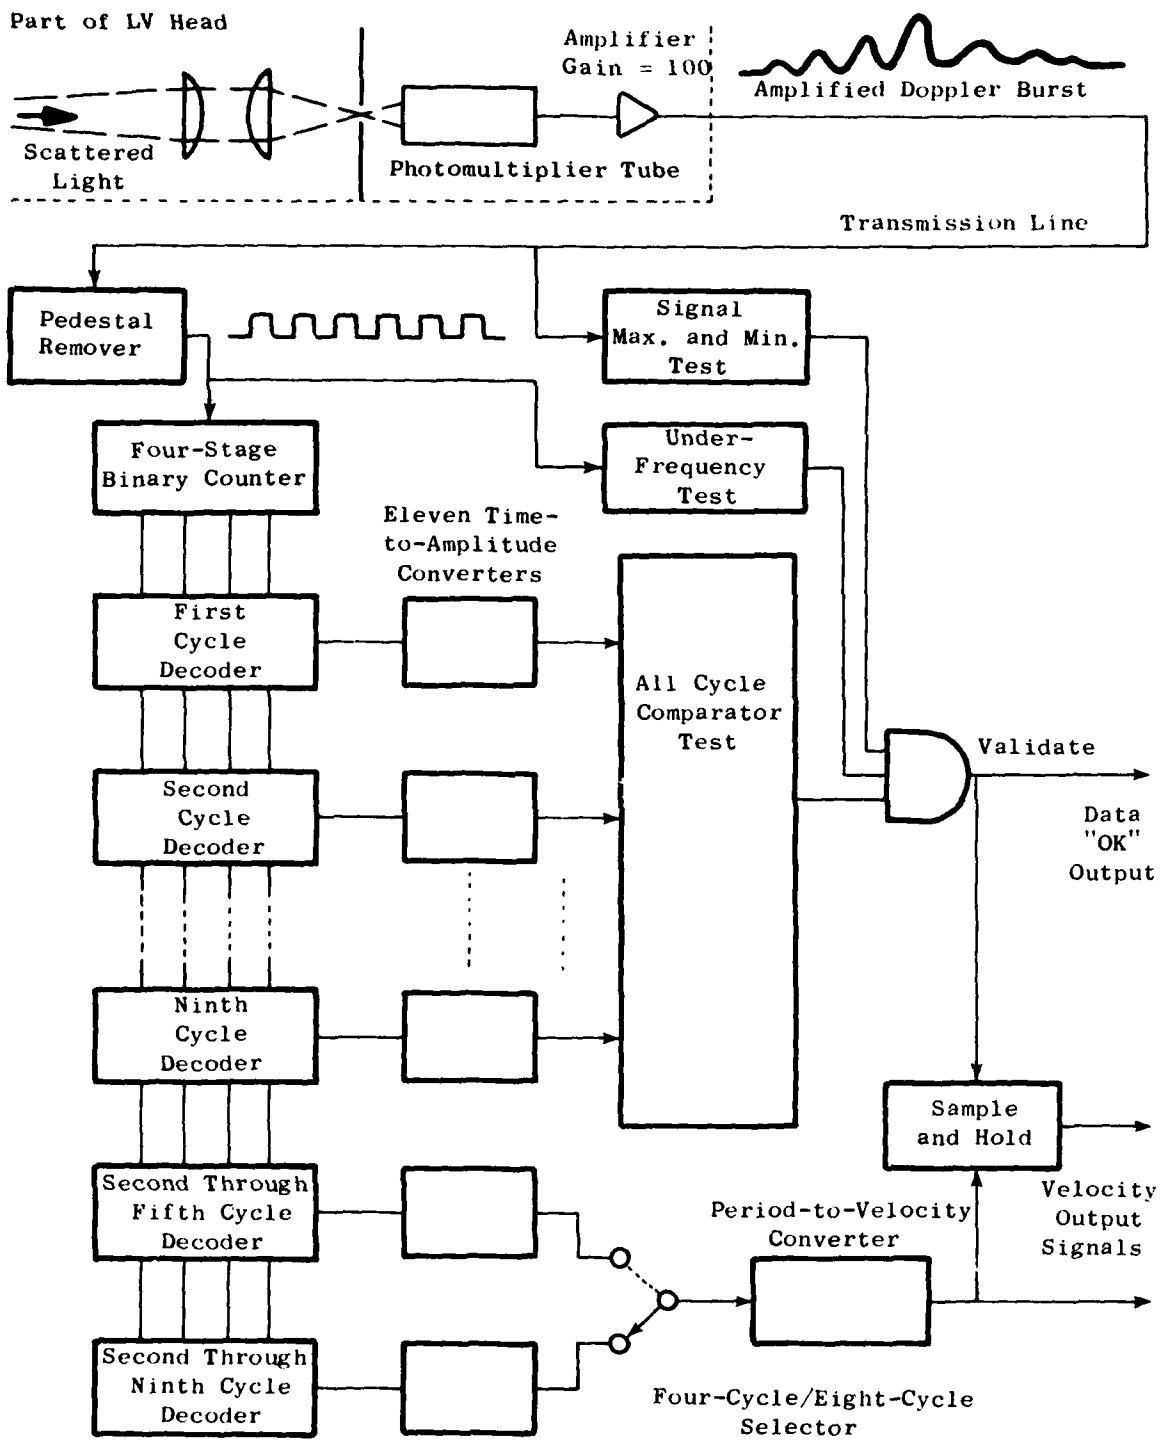 Part of LV Head
Amplifier
Gain = 100
Amplified Doppler Burst
Scattered
Light
Photomultiplier Tube
Transmission Line
Pedestal
Remover
Signal
Max. and Min.
Test
Four-Stage
Binary Counter
Under-
Frequency
Test
Eleven Time-
to-Amplitude
Converters
First
Cycle
Decoder
All Cycle
Comparator
Test
Second
Cycle
Decoder
Validate
Data
"OK"
Output
Ninth
Cycle
Decoder
Sample
and Hold
Second Through
Fifth Cycle
Decoder
Period-to-Velocity
Converter
Velocity
Output
Signals
Second Through
Ninth Cycle
Decoder
Four-Cycle/Eight-Cycle
Selector